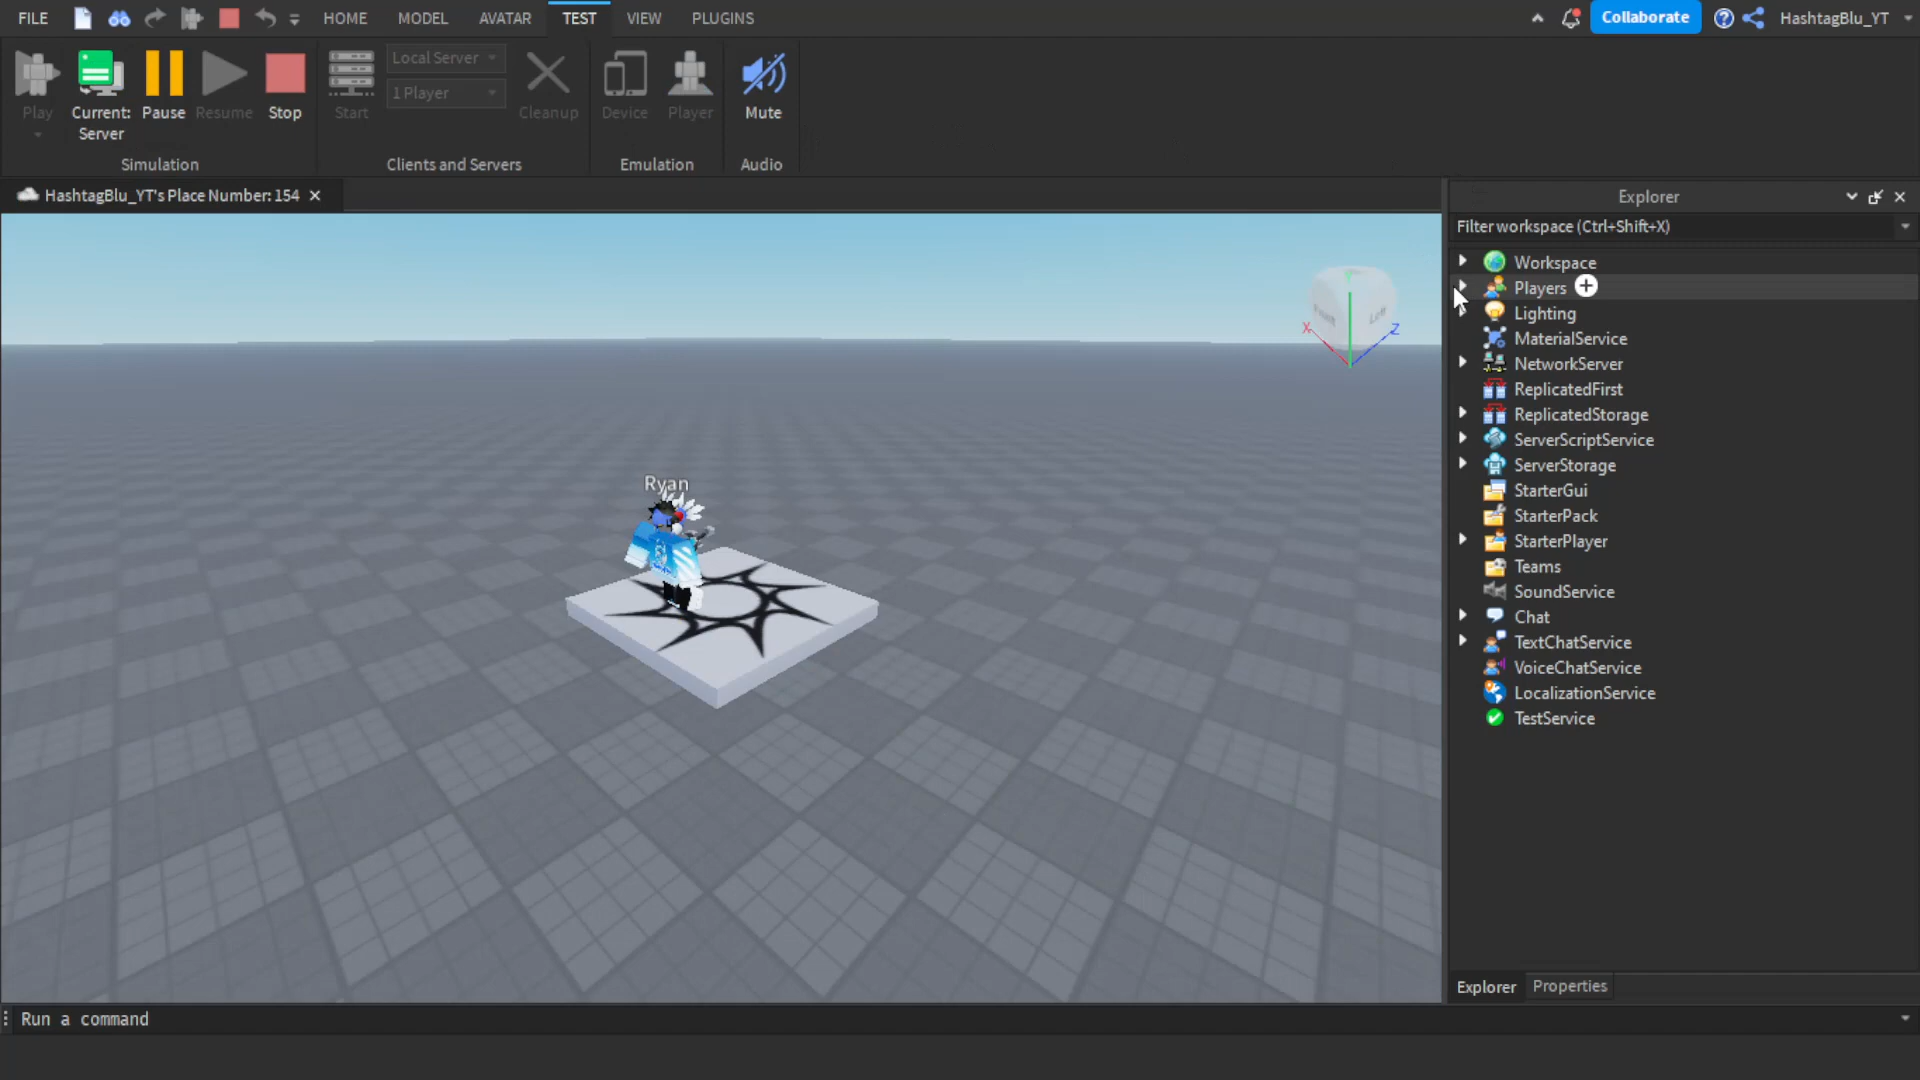 FILE HOME MODEL AVATAR TEST VIEW PLUGINS Collaborate HashtagBlu_YT
Local Server
1 Player
Play Current: Server Pause Resume Stop Start Cleanup Device Player Mute
Simulation Clients and Servers Emulation Audio
HashtagBlu_YT's Place Number: 154
Explorer
Filter workspace (Ctrl+Shift+X)
Workspace
Players
Lighting
MaterialService
NetworkServer
ReplicatedFirst
ReplicatedStorage
ServerScriptService
ServerStorage
StarterGui
StarterPack
StarterPlayer
Teams
SoundService
Chat
TextChatService
VoiceChatService
LocalizationService
TestService
X Z
Left
Ryan
Explorer Properties
Run a command